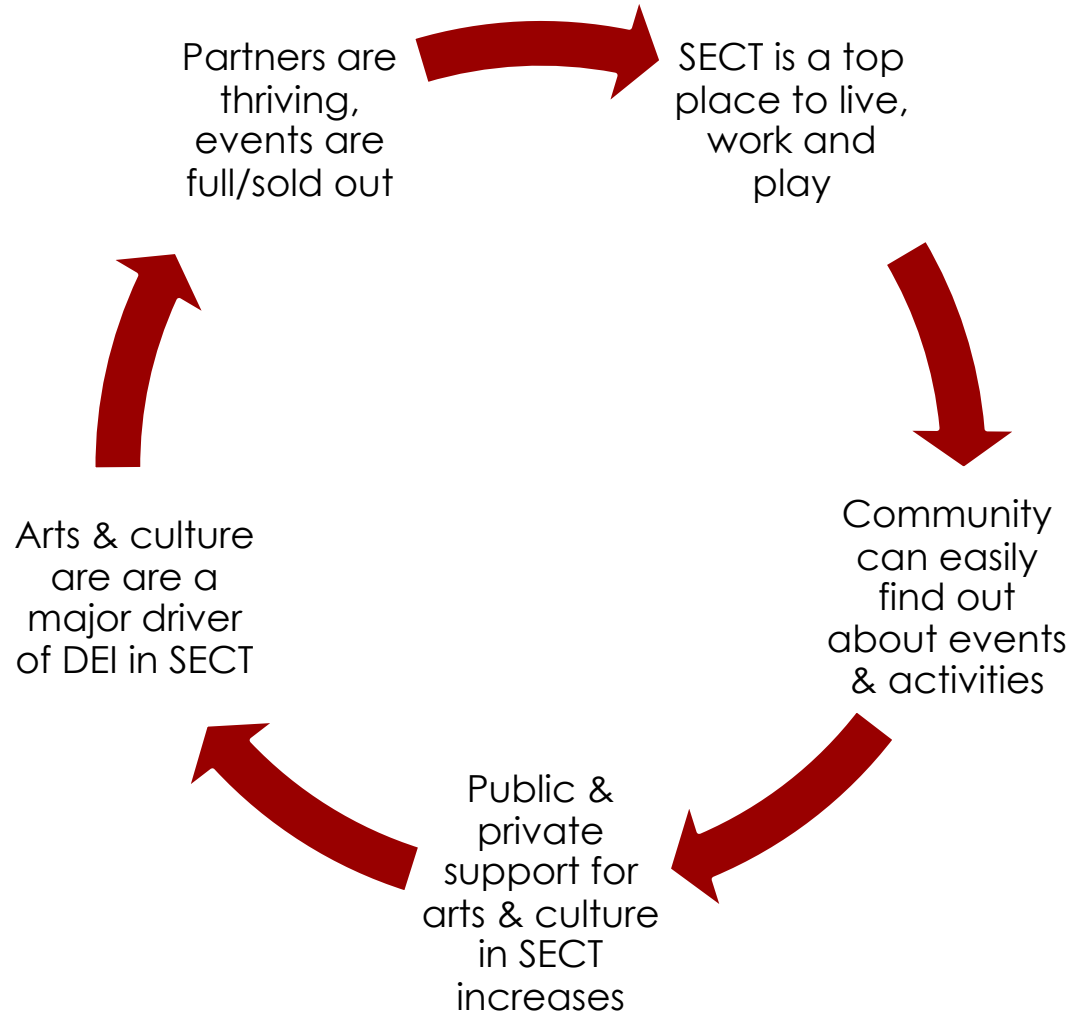 Partners are
thriving,
events are
full/sold out
SECT is a top
place to live,
work and
play
Community
can easily
find out
about events
& activities
Public &
private
support for
arts & culture
in SECT
increases
Arts & culture
are are a
major driver
of DEI in SECT